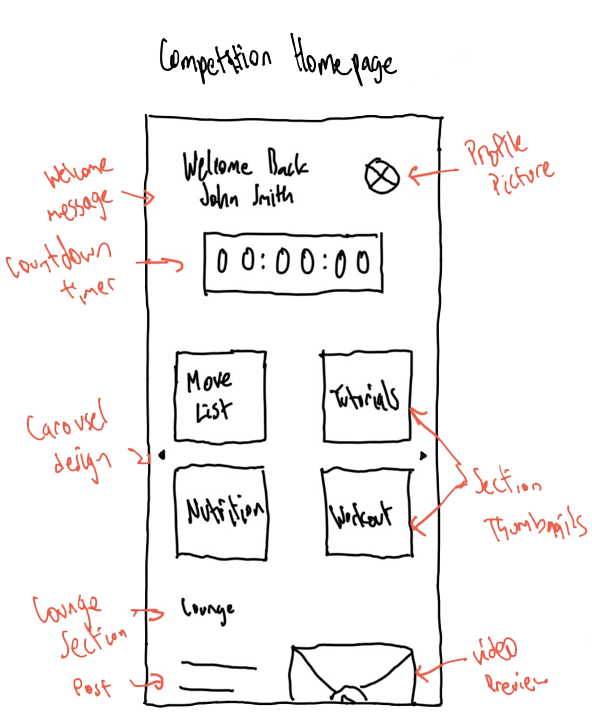 Competition Homepage
Welcome Back
John Smith
Profile
Picture
Welcome
message
00:00:00
Countdown
timer
Move
List
Tutorials
Carousel
design
Section
Thumbnails
Nutrition
Workout
Lounge
Lounge
Section
Post
Video
Preview